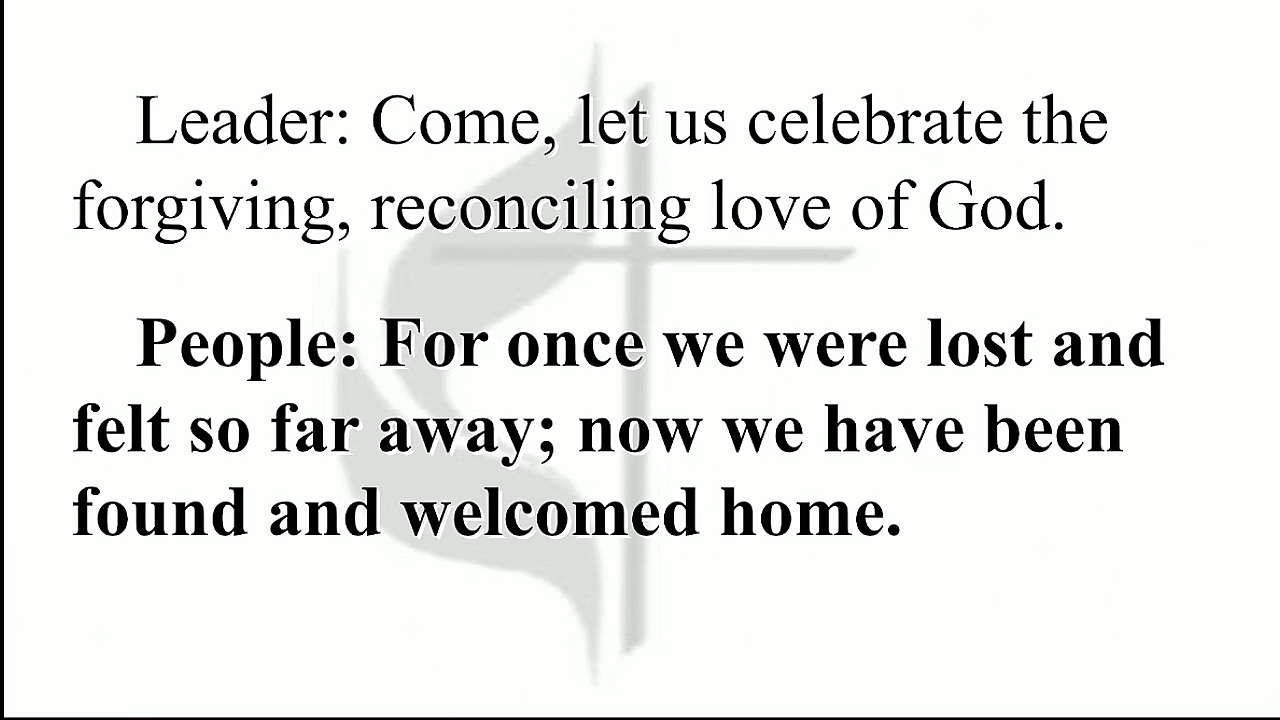 Leader: Come, let us celebrate the
forgiving, reconciling love of God.
People: For once we were lost and
felt so far away; now we have been
found and welcomed home.